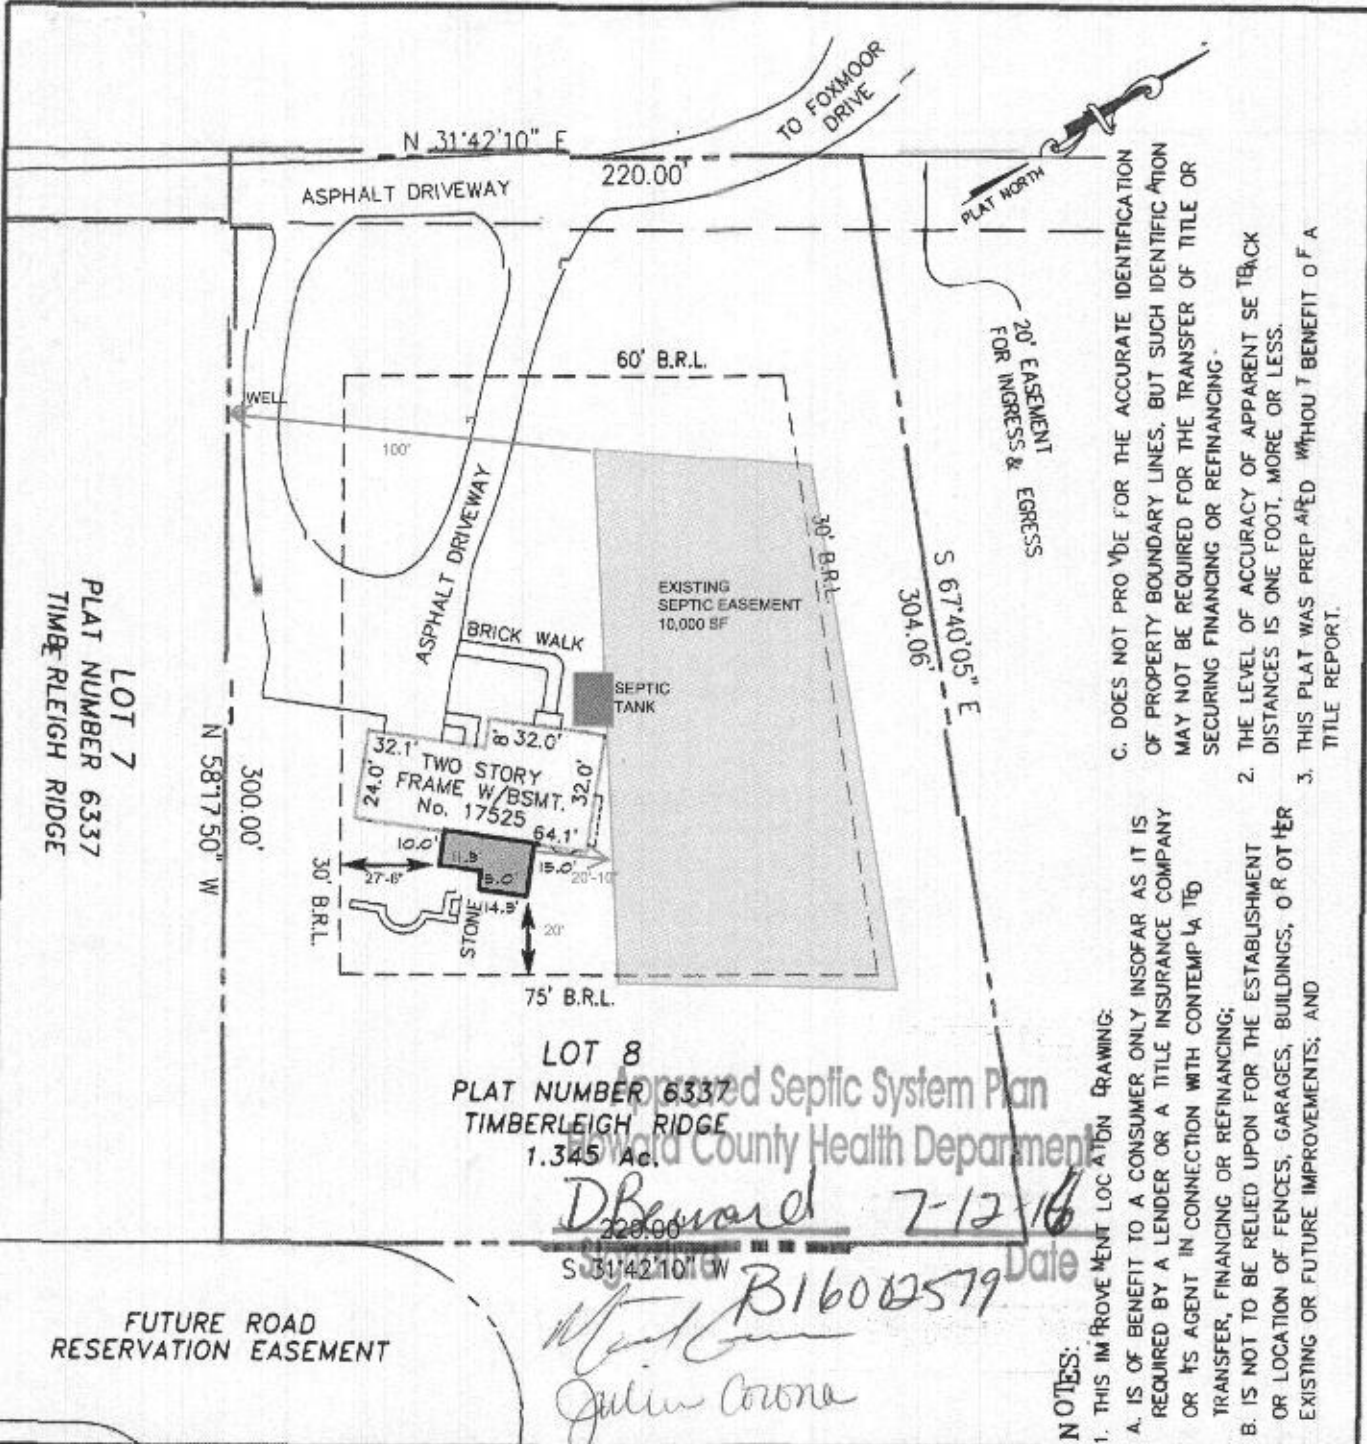 N 31°42'10" E
220.00'
TO FOXMOOR
DRIVE
ASPHALT DRIVEWAY
PLAT NORTH
20' EASEMENT
FOR INGRESS & EGRESS
60' B.R.L.
WELL
100'
ASPHALT DRIVEWAY
30' B.R.L.
S 67°40'05" E
304.06'
EXISTING
SEPTIC EASEMENT
10,000 SF
BRICK WALK
SEPTIC
TANK
LOT 7
PLAT NUMBER 6337
TIMBERLEIGH RIDGE
N 58°17'50" W
300.00'
32.1'
8'
32.0'
TWO STORY
FRAME W/BSMT.
No. 17525
24.0'
32.0'
64.1'
10.0'
11.9'
15.0'
20'-10"
27'-6"
14.3'
STONE
20'
30' B.R.L.
75' B.R.L.
LOT 8
PLAT NUMBER 6337
TIMBERLEIGH RIDGE
1.345 Ac.
Approved Septic System Plan
Howard County Health Department
7-12-16
220.00'
Signature
Date
S 31°42'10" W
B16002579
Julien Corona
FUTURE ROAD
RESERVATION EASEMENT
NOTES:
1. THIS IMPROVEMENT LOCATION DRAWING:
A. IS OF BENEFIT TO A CONSUMER ONLY INSOFAR AS IT IS
REQUIRED BY A LENDER OR A TITLE INSURANCE COMPANY
OR ITS AGENT IN CONNECTION WITH CONTEMPLATED
TRANSFER, FINANCING OR REFINANCING;
B. IS NOT TO BE RELIED UPON FOR THE ESTABLISHMENT
OR LOCATION OF FENCES, GARAGES, BUILDINGS, OR OTHER
EXISTING OR FUTURE IMPROVEMENTS; AND
C. DOES NOT PROVIDE FOR THE ACCURATE IDENTIFICATION
OF PROPERTY BOUNDARY LINES, BUT SUCH IDENTIFICATION
MAY NOT BE REQUIRED FOR THE TRANSFER OF TITLE OR
SECURING FINANCING OR REFINANCING.
2. THE LEVEL OF ACCURACY OF APPARENT SETBACK
DISTANCES IS ONE FOOT, MORE OR LESS.
3. THIS PLAT WAS PREPARED WITHOUT BENEFIT OF A
TITLE REPORT.